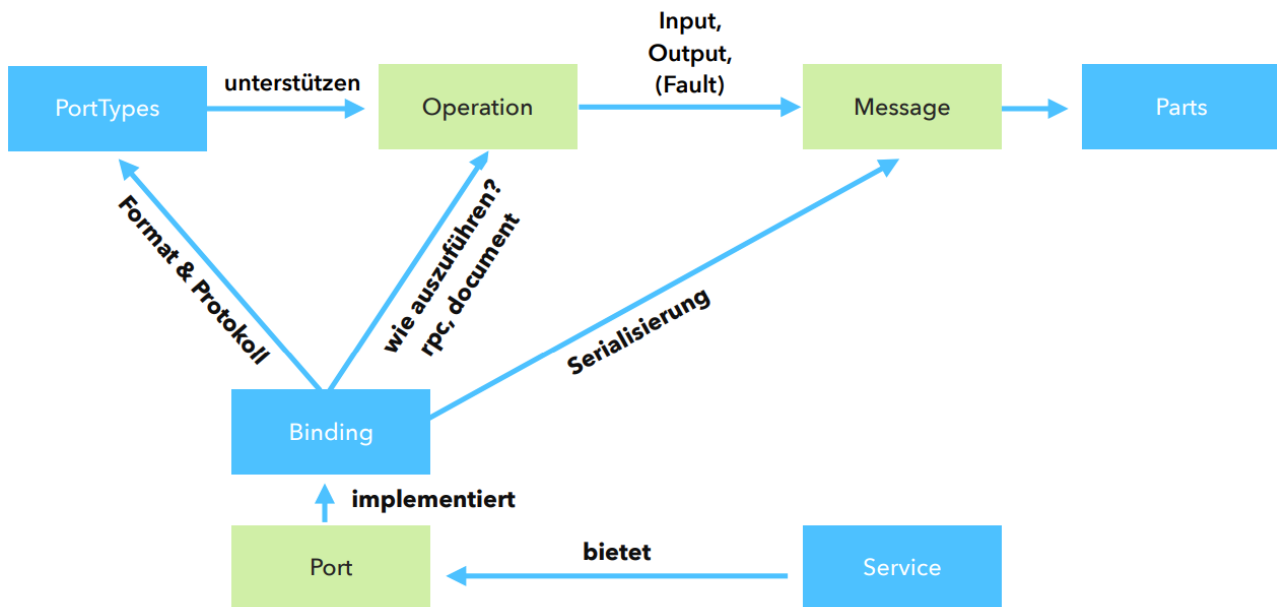 Input,
Output,
(Fault)
unterstützen
PortTypes
Operation
Message
Parts
Format & Protokoll
wie auszuführen?
rpc, document
Serialisierung
Binding
implementiert
Port
bietet
Service